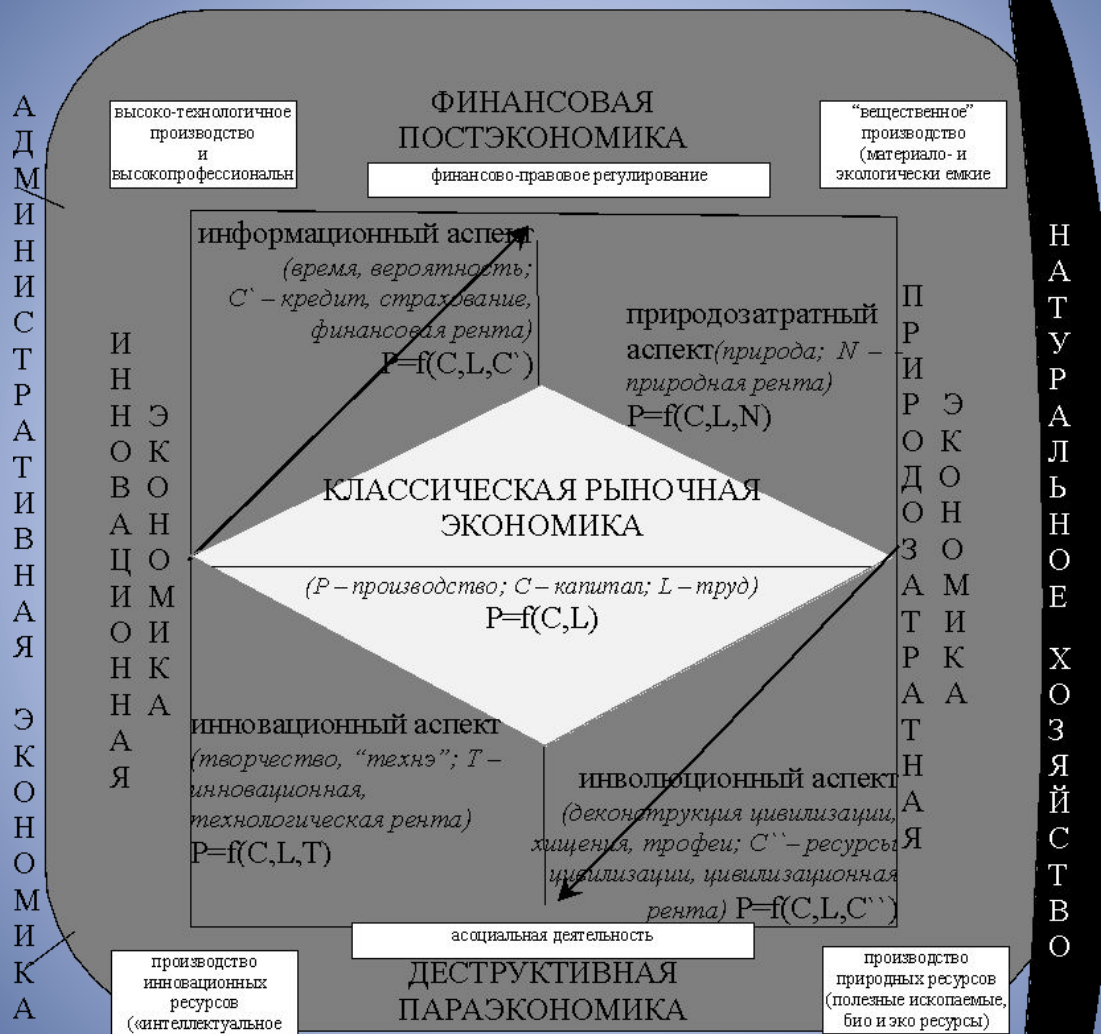 АДМИНИСТРАТИВНАЯ ЭКОНОМИКА
высоко-технологичное
производство
и
высокопрофессиональн
ФИНАНСОВАЯ
ПОСТЭКОНОМИКА
финансово-правовое регулирование
“вещественное”
производство
(материало- и
экологически емкие
ИННОВАЦИОННАЯ
ЭКОНОМИКА
информационный аспект
(время, вероятность;
C` – кредит, страхование,
финансовая рента)
P=f(C,L,C`)
природозатратный
аспект(природа; N –
природная рента)
P=f(C,L,N)
КЛАССИЧЕСКАЯ РЫНОЧНАЯ
ЭКОНОМИКА
(P – производство; C – капитал; L – труд)
P=f(C,L)
инновационный аспект
(творчество, “технэ”; T –
инновационная,
технологическая рента)
P=f(C,L,T)
инволюционный аспект
(деконструкция цивилизации,
хищения, трофеи; C`` – ресурсы
цивилизации, цивилизационная
рента) P=f(C,L,C``)
ПРИРОДОЗАТРАТНАЯ
ЭКОНОМИКА
НАТУРАЛЬНОЕ ХОЗЯЙСТВО
асоциальная деятельность
ДЕСТРУКТИВНАЯ
ПАРАЭКОНОМИКА
производство
инновационных
ресурсов
(«интеллектуальное
производство
природных ресурсов
(полезные ископаемые,
био и эко ресурсы)